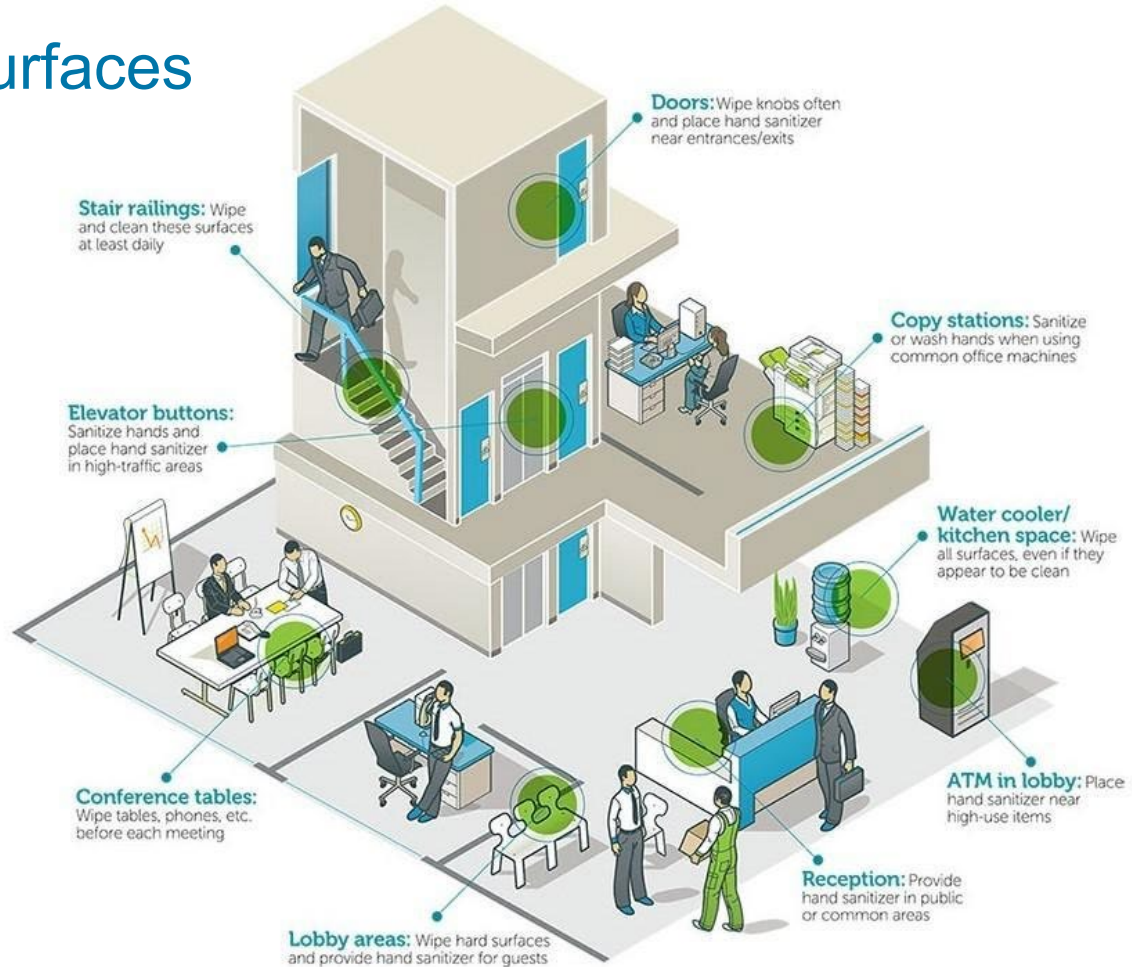 urfaces
Doors: Wipe knobs often
and place hand sanitizer
near entrances/exits
Stair railings: Wipe
and clean these surfaces
at least daily
Copy stations: Sanitize
or wash hands when using
common office machines
Elevator buttons:
Sanitize hands and
place hand sanitizer
in high-traffic areas
Water cooler/
kitchen space: Wipe
all surfaces, even if they
appear to be clean
Conference tables:
Wipe tables, phones, etc.
before each meeting
ATM in lobby: Place
hand sanitizer near
high-use items
Reception: Provide
hand sanitizer in public
or common areas
Lobby areas: Wipe hard surfaces
and provide hand sanitizer for guests